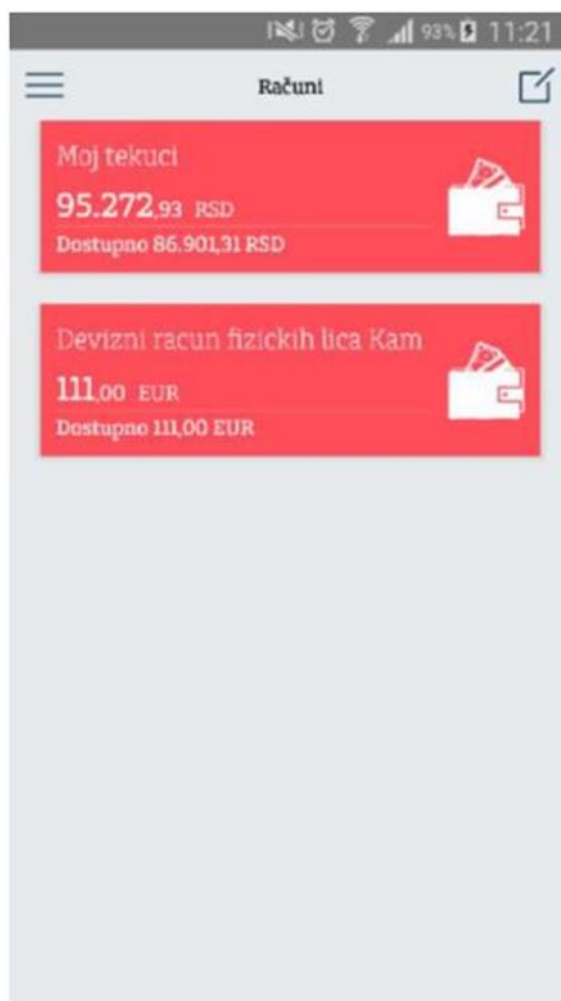 93% 11:21
Računi
Moj tekuci
95.272,93 RSD
Dostupno 86.901,31 RSD
Devizni racun fizickih lica Kam
111,00 EUR
Dostupno 111,00 EUR